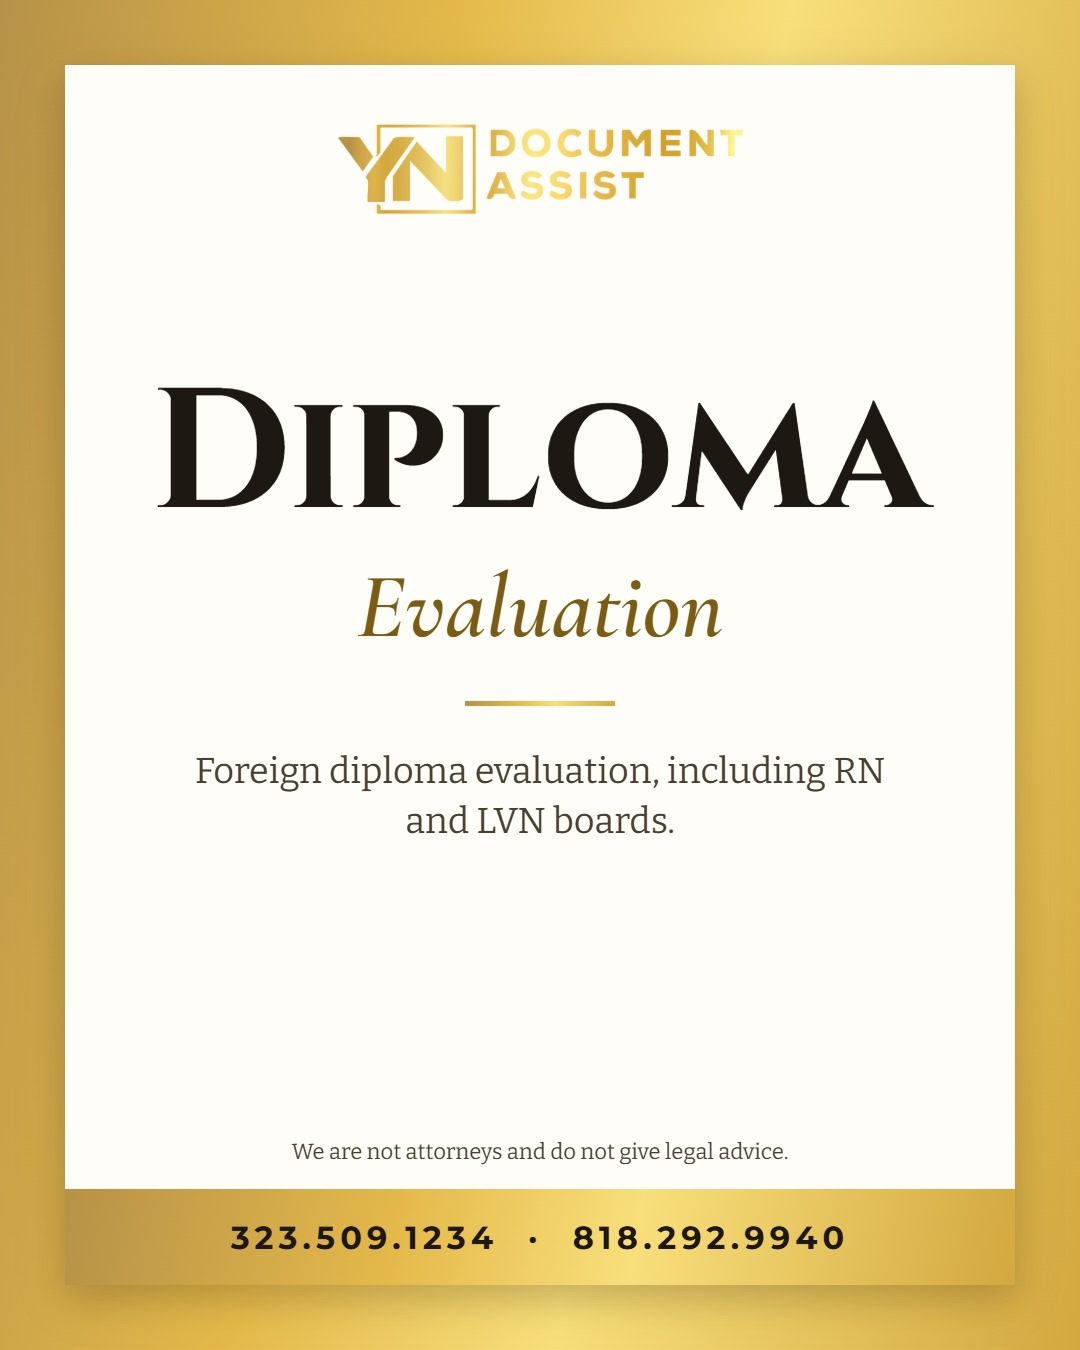 YN
DOCUMENT
ASSIST
Diploma
Evaluation
Foreign diploma evaluation, including RN
and LVN boards.
We are not attorneys and do not give legal advice.
323.509.1234 · 818.292.9940